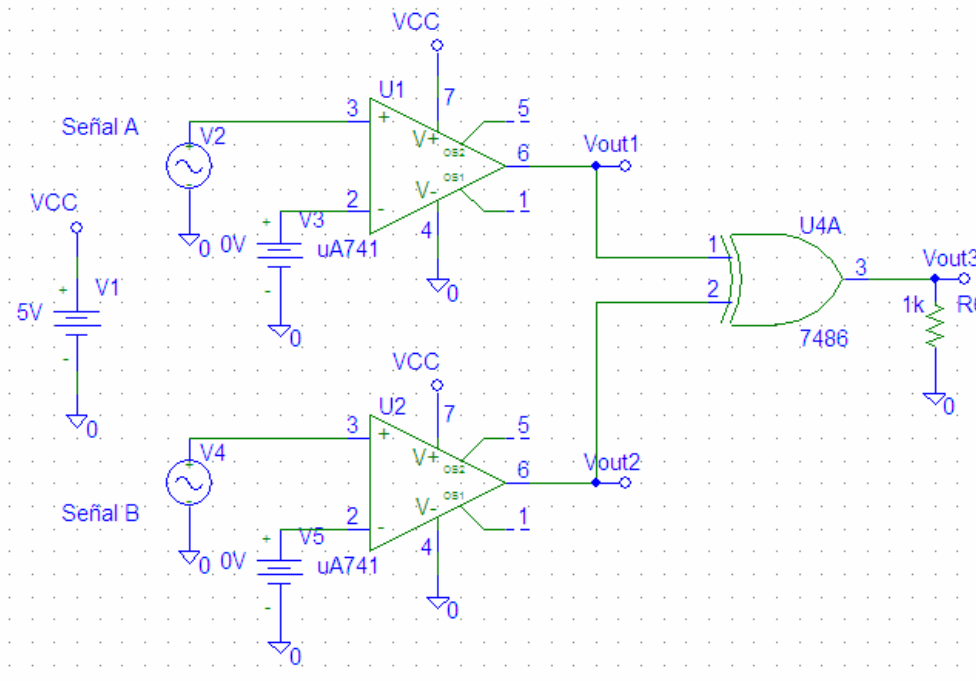 VCC
U1
7
5
3
+
Señal A
V2
V+
OS2
6
Vout1
OS1
V-
2
-
1
VCC
V3
4
0
0V
uA741
U4A
+
V1
0
1
3
Vout3
5V
2
1k
R6
-
0
7486
VCC
0
U2
7
0
5
3
+
V4
V+
OS2
6
Vout2
OS1
Señal B
V-
2
-
1
V5
4
0
0V
uA741
+
-
0
0